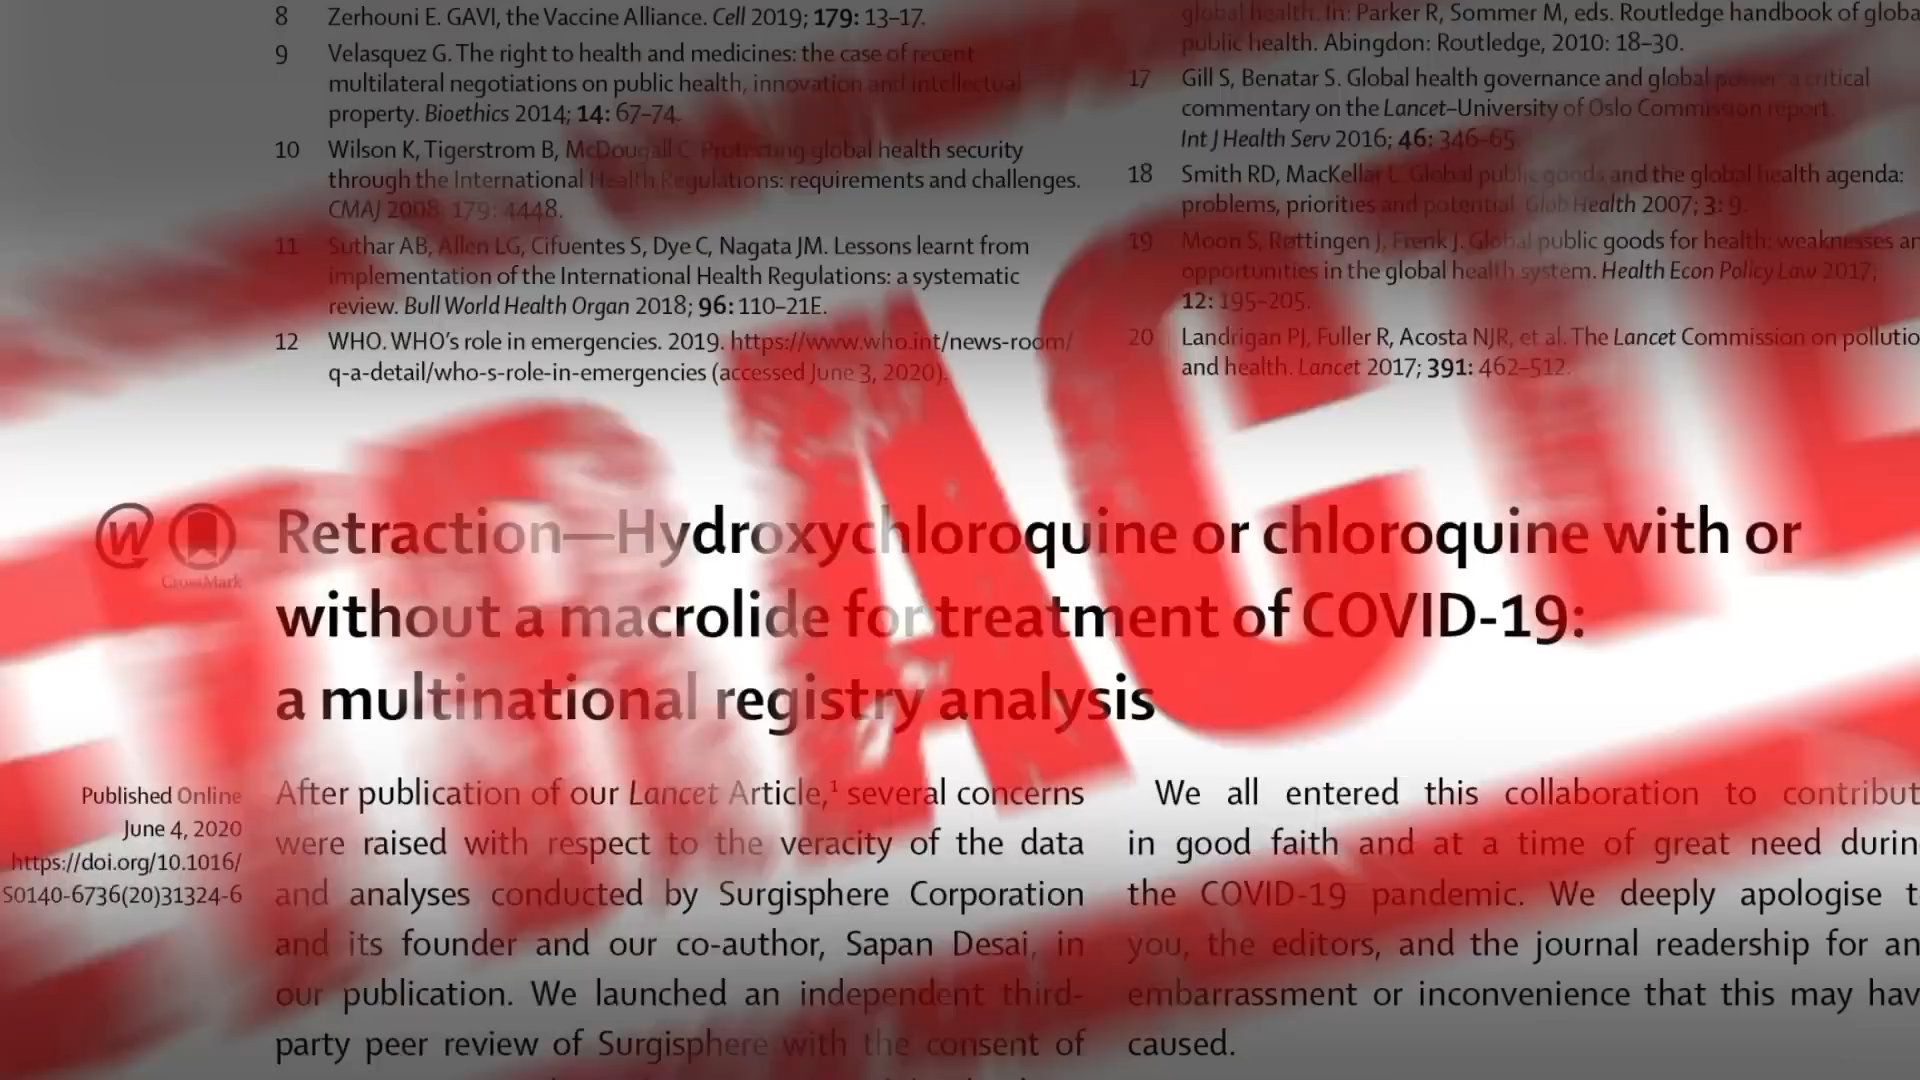 8 Zerhouni E. GAVI, the Vaccine Alliance. Cell 2019; 179: 13–17.
9 Velasquez G. The right to health and medicines: the case of recent
multilateral negotiations on public health, innovation and intellectual
property. Bioethics 2014; 14: 67–74.
10 Wilson K, Tigerstrom B, McDougall C. Protecting global health security
through the International Health Regulations: requirements and challenges.
CMAJ 2008; 179: 4448.
11 Suthar AB, Allen LG, Cifuentes S, Dye C, Nagata JM. Lessons learnt from
implementation of the International Health Regulations: a systematic
review. Bull World Health Organ 2018; 96: 110–21E.
12 WHO. WHO's role in emergencies. 2019. https://www.who.int/news-room/
q-a-detail/who-s-role-in-emergencies (accessed June 3, 2020).
global health. In: Parker R, Sommer M, eds. Routledge handbook of globa
public health. Abingdon: Routledge, 2010: 18–30.
17 Gill S, Benatar S. Global health governance and global power: a critical
commentary on the Lancet–University of Oslo Commission report.
Int J Health Serv 2016; 46: 346–65.
18 Smith RD, MacKellar L. Global public goods and the global health agenda:
problems, priorities and potential. Glob Health 2007; 3: 9.
19 Moon S, Røttingen J, Frenk J. Global public goods for health: weaknesses an
opportunities in the global health system. Health Econ Policy Law 2017;
12: 195–205.
20 Landrigan PJ, Fuller R, Acosta NJR, et al. The Lancet Commission on pollutio
and health. Lancet 2017; 391: 462–512.
CrossMark
Retraction—Hydroxychloroquine or chloroquine with or
without a macrolide for treatment of COVID-19:
a multinational registry analysis
Published Online
June 4, 2020
https://doi.org/10.1016/
S0140-6736(20)31324-6
After publication of our Lancet Article,1 several concerns
were raised with respect to the veracity of the data
and analyses conducted by Surgisphere Corporation
and its founder and our co-author, Sapan Desai, in
our publication. We launched an independent third-
party peer review of Surgisphere with the consent of
We all entered this collaboration to contribut
in good faith and at a time of great need durin
the COVID-19 pandemic. We deeply apologise t
you, the editors, and the journal readership for an
embarrassment or inconvenience that this may hav
caused.
TRACTE